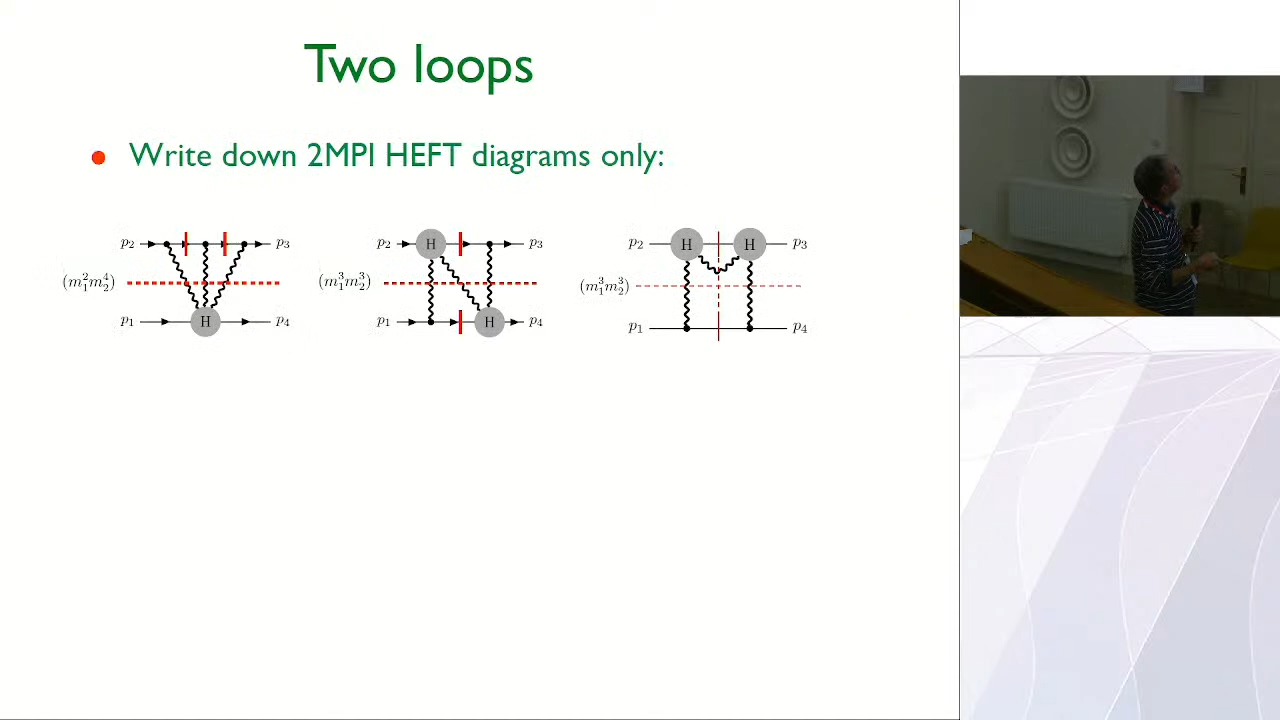 Two loops
Write down 2MPI HEFT diagrams only:
p₂ p₃
(m₁²m₂⁴)
p₁ H p₄
p₂ H p₃
(m₁³m₂³)
p₁ H p₄
p₂ H H p₃
(m₁³m₂³)
p₁ p₄